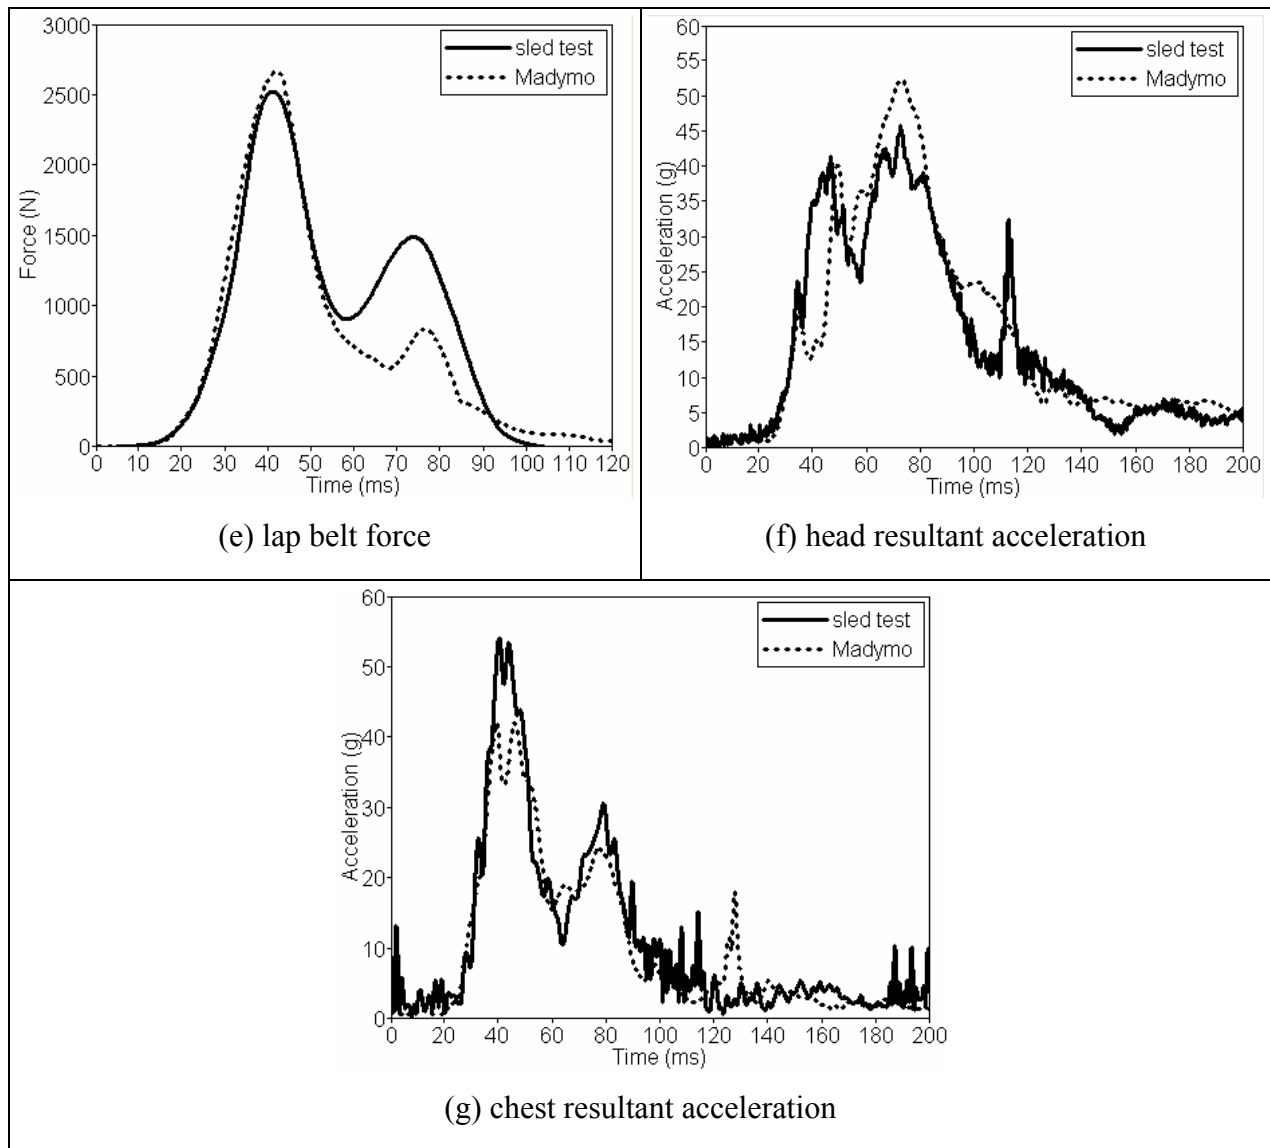 3000
2500
2000
1500
1000
500
0
Force (N)
sled test
Madymo
0 10 20 30 40 50 60 70 80 90 100 110 120
Time (ms)
(e) lap belt force
60
55
50
45
40
35
30
25
20
15
10
5
0
Acceleration (g)
sled test
Madymo
0 20 40 60 80 100 120 140 160 180 200
Time (ms)
(f) head resultant acceleration
60
50
40
30
20
10
0
Acceleration (g)
sled test
Madymo
0 20 40 60 80 100 120 140 160 180 200
Time (ms)
(g) chest resultant acceleration